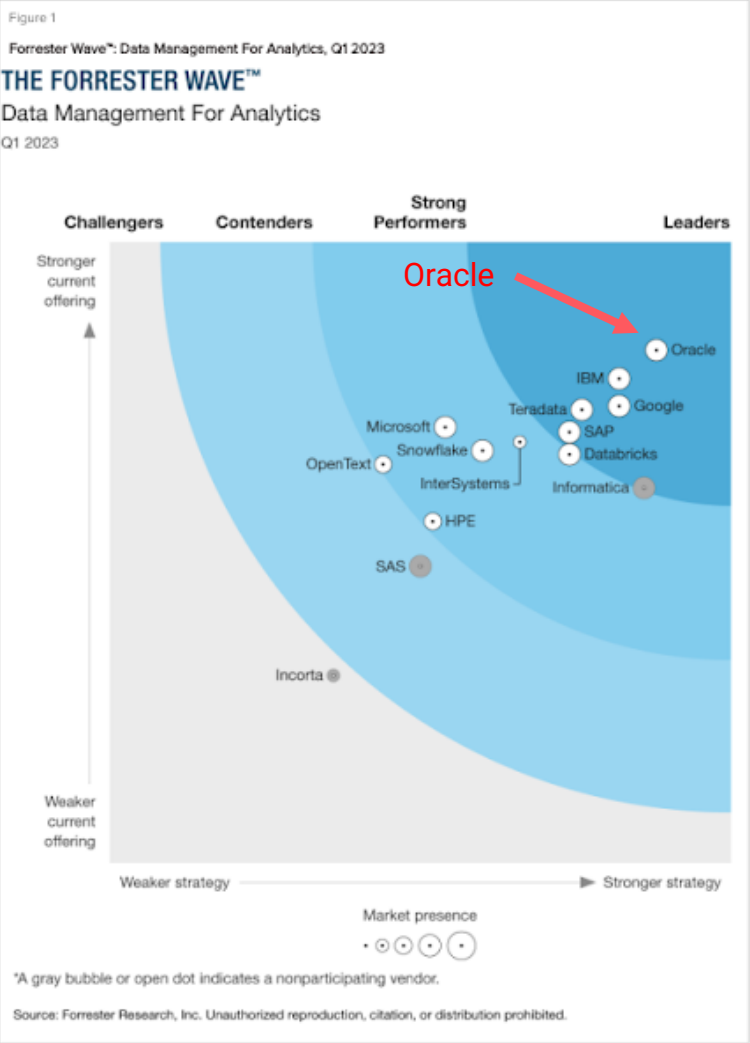 Figure 1
Forrester Wave™: Data Management For Analytics, Q1 2023
THE FORRESTER WAVE™
Data Management For Analytics
Q1 2023
Challengers
Contenders
Strong
Performers
Leaders
Stronger
current
offering
Oracle
Oracle
IBM
Google
Teradata
Microsoft
SAP
Snowflake
Databricks
OpenText
InterSystems
Informatica
HPE
SAS
Incorta
Weaker
current
offering
Weaker strategy
Stronger strategy
Market presence
*A gray bubble or open dot indicates a nonparticipating vendor.
Source: Forrester Research, Inc. Unauthorized reproduction, citation, or distribution prohibited.